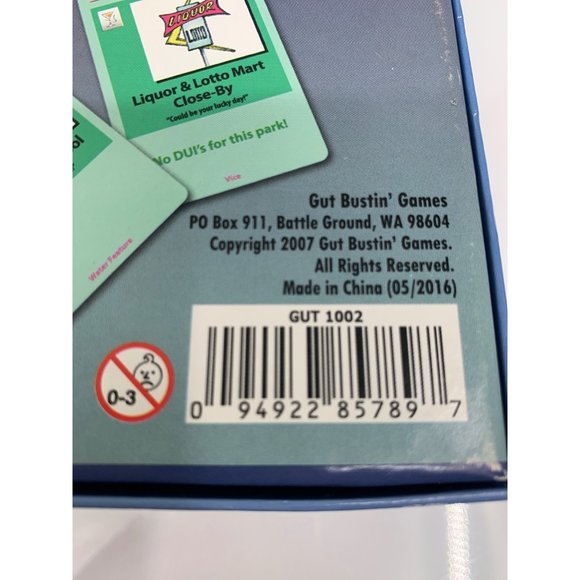 LIQUOR
LOTTO
Liquor & Lotto Mart
Close-By
"Could be your lucky day!"
No DUI's for this park!
Vice
Water Feature
Gut Bustin' Games
PO Box 911, Battle Ground, WA 98604
Copyright 2007 Gut Bustin' Games.
All Rights Reserved.
Made in China (05/2016)
GUT 1002
0-3
0 94922 85789 7